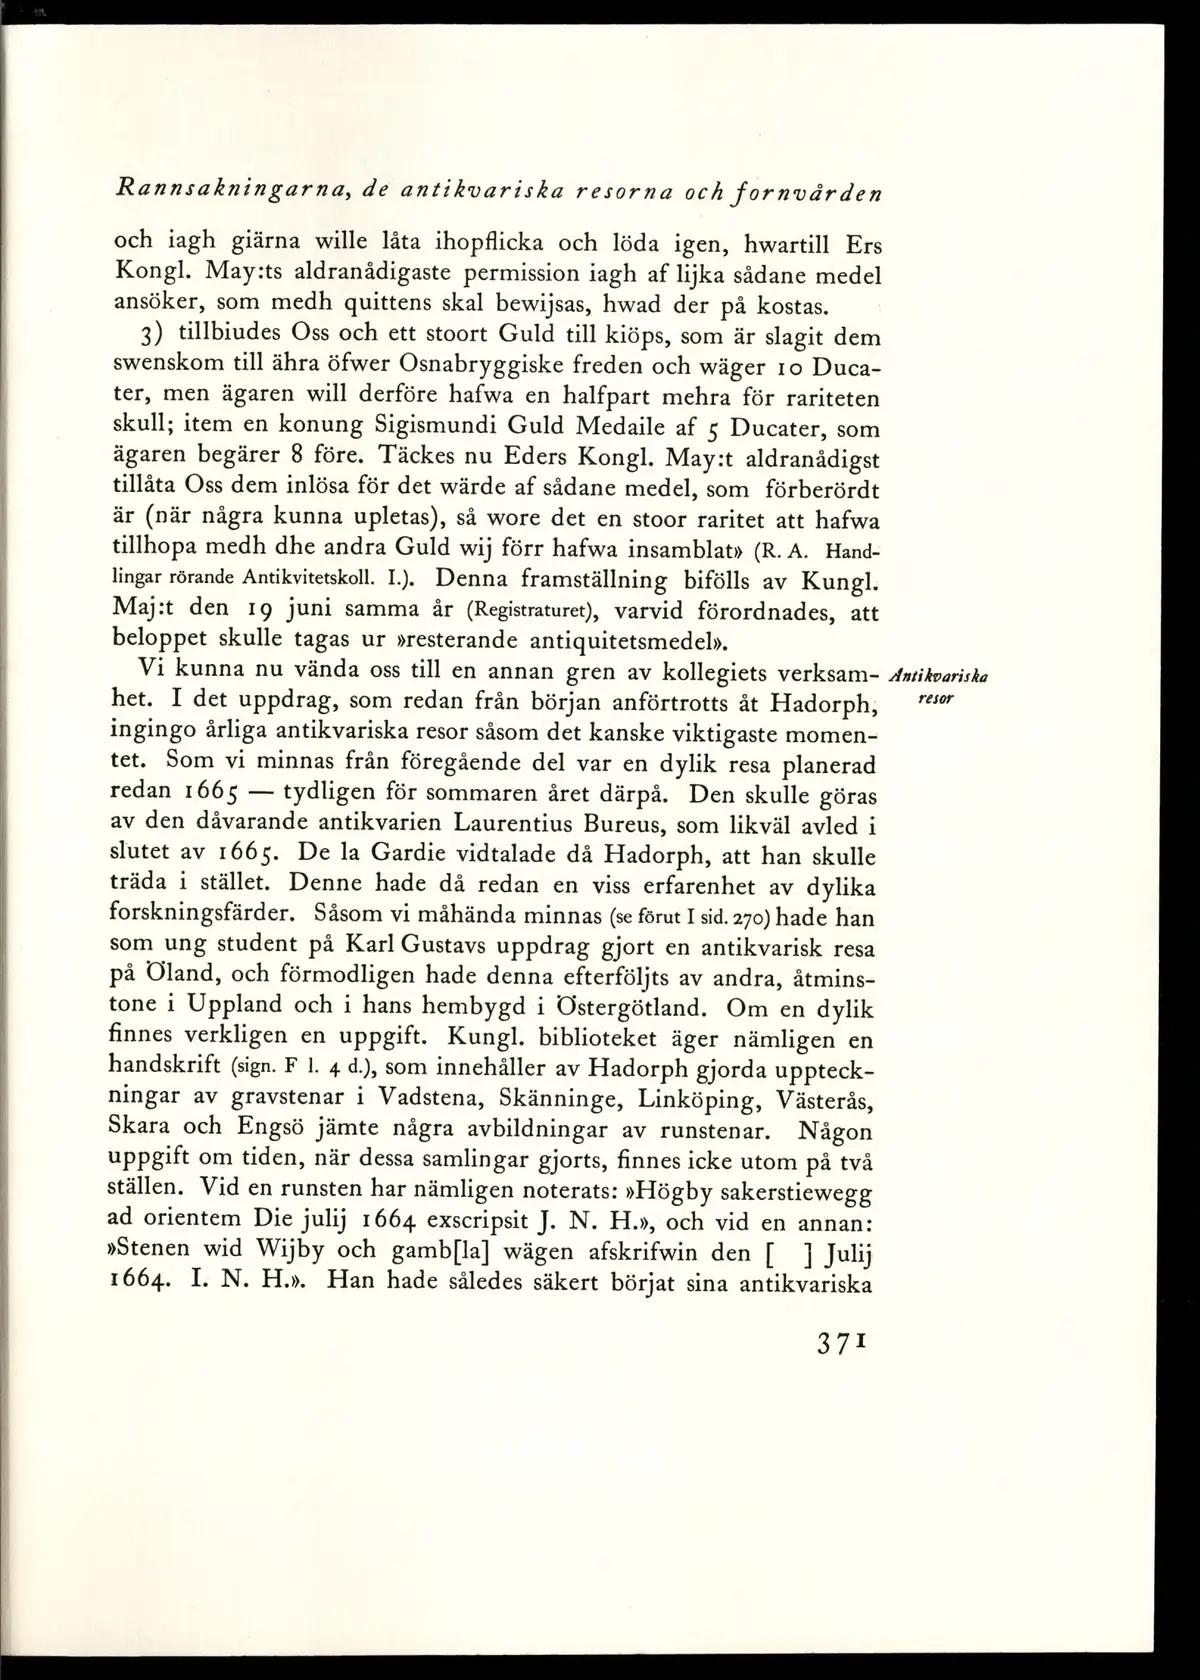 Rannsakningarna, de antikvariska resorna och fornvården
och iagh giärna wille låta ihopflicka och löda igen, hwartill Ers
Kongl. May:ts aldranådigaste permission iagh af lijka sådane medel
ansöker, som medh quittens skal bewijsas, hwad der på kostas.
3) tillbiudes Oss och ett stoort Guld till kiöps, som är slagit dem
swenskom till ähra öfwer Osnabryggiske freden och wäger 10 Duca-
ter, men ägaren will derföre hafwa en halfpart mehra för rariteten
skull; item en konung Sigismundi Guld Medaile af 5 Ducater, som
ägaren begärer 8 före. Täckes nu Eders Kongl. May:t aldranådigst
tillåta Oss dem inlösa för det wärde af sådane medel, som förberördt
är (när några kunna upletas), så wore det en stoor raritet att hafwa
tillhopa medh dhe andra Guld wij förr hafwa insamblat» (R. A. Hand-
lingar rörande Antikvitetskoll. I.). Denna framställning bifölls av Kungl.
Maj:t den 19 juni samma år (Registraturet), varvid förordnades, att
beloppet skulle tagas ur »resterande antiquitetsmedel».
Vi kunna nu vända oss till en annan gren av kollegiets verksam- Antikvariska
het. I det uppdrag, som redan från början anförtrotts åt Hadorph, resor
ingingo årliga antikvariska resor såsom det kanske viktigaste momen-
tet. Som vi minnas från föregående del var en dylik resa planerad
redan 1665 — tydligen för sommaren året därpå. Den skulle göras
av den dåvarande antikvarien Laurentius Bureus, som likväl avled i
slutet av 1665. De la Gardie vidtalade då Hadorph, att han skulle
träda i stället. Denne hade då redan en viss erfarenhet av dylika
forskningsfärder. Såsom vi måhända minnas (se förut I sid. 270) hade han
som ung student på Karl Gustavs uppdrag gjort en antikvarisk resa
på Öland, och förmodligen hade denna efterföljts av andra, åtmins-
tone i Uppland och i hans hembygd i Östergötland. Om en dylik
finnes verkligen en uppgift. Kungl. biblioteket äger nämligen en
handskrift (sign. F l. 4 d.), som innehåller av Hadorph gjorda uppteck-
ningar av gravstenar i Vadstena, Skänninge, Linköping, Västerås,
Skara och Engsö jämte några avbildningar av runstenar. Någon
uppgift om tiden, när dessa samlingar gjorts, finnes icke utom på två
ställen. Vid en runsten har nämligen noterats: »Högby sakerstiewegg
ad orientem Die julij 1664 exscripsit J. N. H.», och vid en annan:
»Stenen wid Wijby och gamb[la] wägen afskrifwin den [ ] Julij
1664. I. N. H.». Han hade således säkert börjat sina antikvariska
371